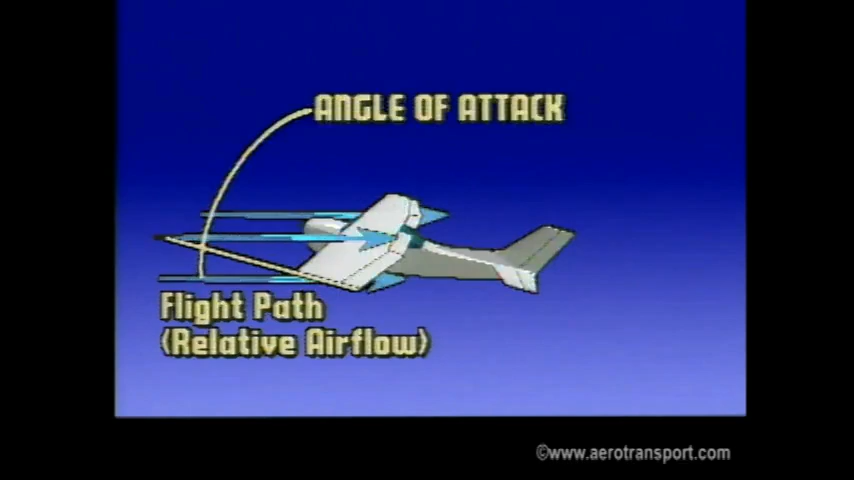 ANGLE OF ATTACK
Flight Path
(Relative Airflow)
©www.aerotransport.com